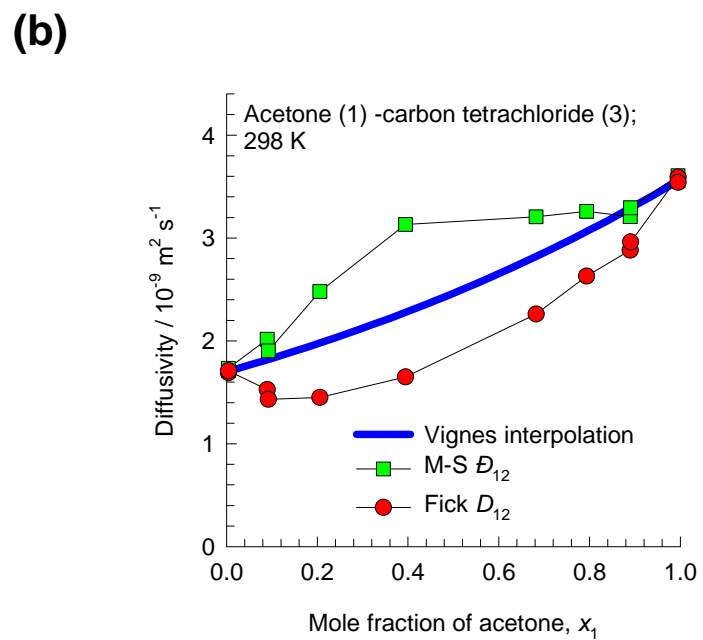 (b)
Acetone (1) -carbon tetrachloride (3);
298 K
Diffusivity / 10⁻⁹ m² s⁻¹
4
3
2
1
0
Vignes interpolation
M-S Đ₁₂
Fick D₁₂
0.0 0.2 0.4 0.6 0.8 1.0
Mole fraction of acetone, x₁